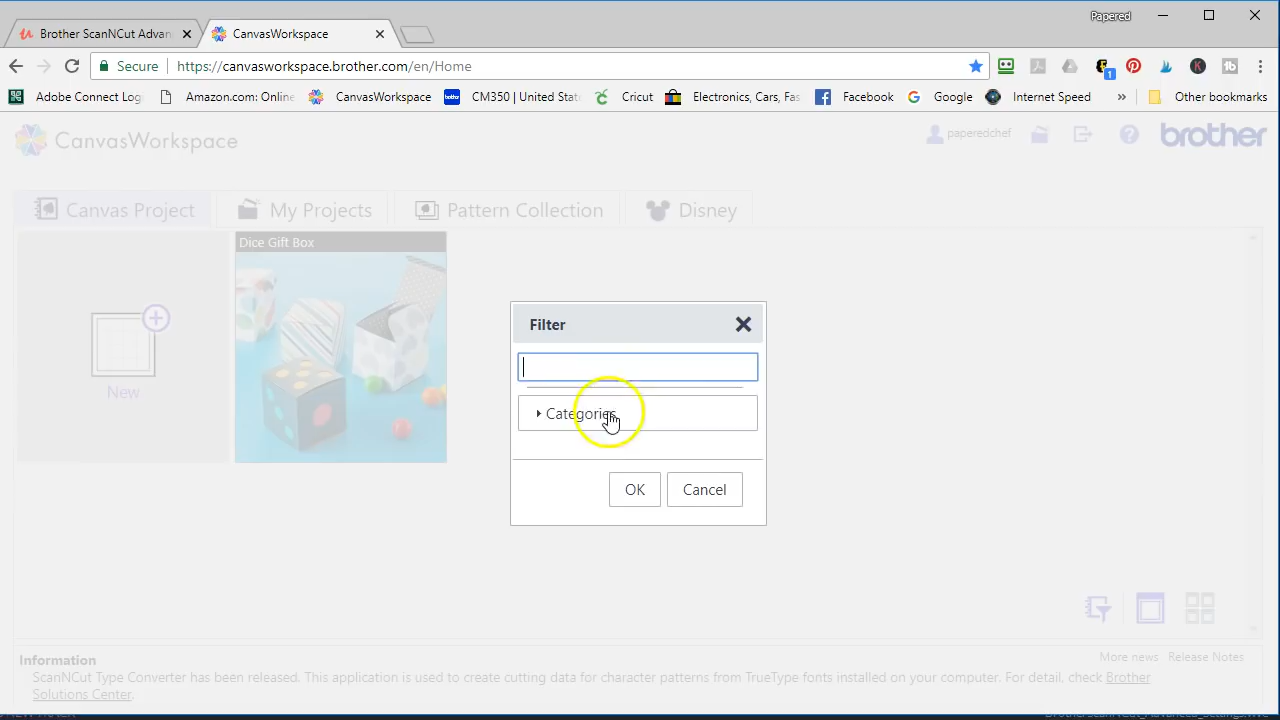 Papered
Brother ScanNCut Advan
CanvasWorkspace
Secure https://canvasworkspace.brother.com/en/Home
Adobe Connect Log Amazon.com: Online CanvasWorkspace CM350 | United State Cricut Electronics, Cars, Fas Facebook Google Internet Speed » Other bookmarks
CanvasWorkspace
paperedchef
brother
Canvas Project My Projects Pattern Collection Disney
Dice Gift Box
New
Filter
Categories
OK Cancel
Information
More news Release Notes
ScanNCut Type Converter has been released. This application is used to create cutting data for character patterns from TrueType fonts installed on your computer. For detail, check Brother
Solutions Center.